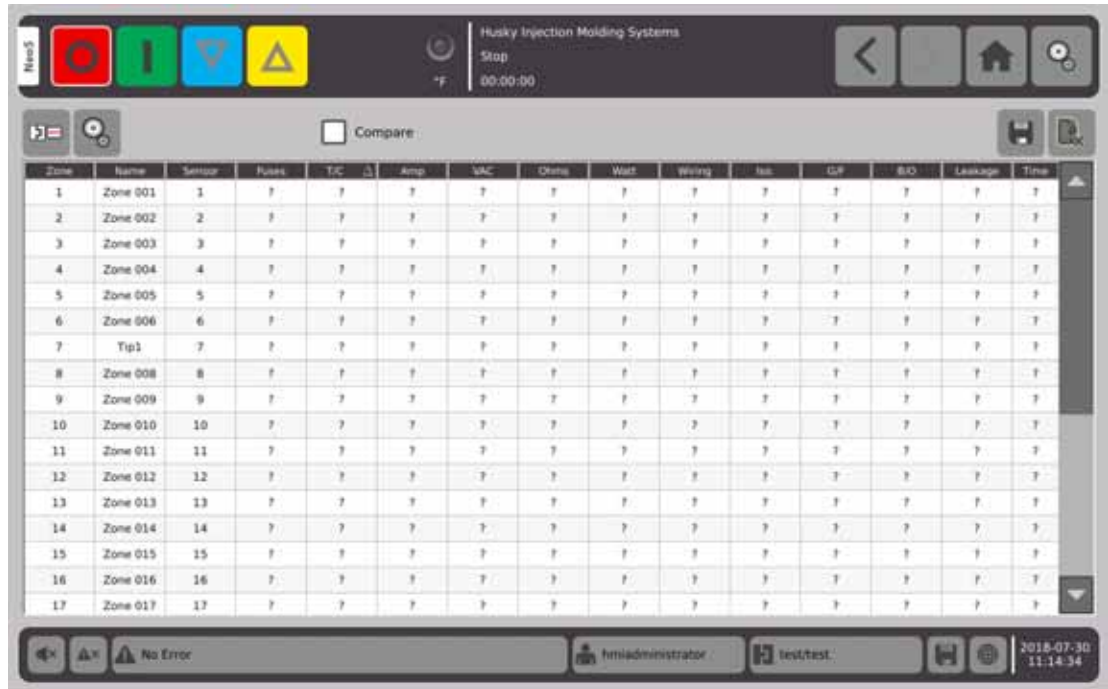 Neo5
Husky Injection Molding Systems
Stop
°F 00:00:00
Compare
Zone Name Sensor Fuses T/C Amp VAC Ohms Watt Wiring Iso. G/F B/O Leakage Time
1 Zone 001 1 ? ? ? ? ? ? ? ? ? ? ? ?
2 Zone 002 2 ? ? ? ? ? ? ? ? ? ? ? ?
3 Zone 003 3 ? ? ? ? ? ? ? ? ? ? ? ?
4 Zone 004 4 ? ? ? ? ? ? ? ? ? ? ? ?
5 Zone 005 5 ? ? ? ? ? ? ? ? ? ? ? ?
6 Zone 006 6 ? ? ? ? ? ? ? ? ? ? ? ?
7 Tip1 7 ? ? ? ? ? ? ? ? ? ? ? ?
8 Zone 008 8 ? ? ? ? ? ? ? ? ? ? ? ?
9 Zone 009 9 ? ? ? ? ? ? ? ? ? ? ? ?
10 Zone 010 10 ? ? ? ? ? ? ? ? ? ? ? ?
11 Zone 011 11 ? ? ? ? ? ? ? ? ? ? ? ?
12 Zone 012 12 ? ? ? ? ? ? ? ? ? ? ? ?
13 Zone 013 13 ? ? ? ? ? ? ? ? ? ? ? ?
14 Zone 014 14 ? ? ? ? ? ? ? ? ? ? ? ?
15 Zone 015 15 ? ? ? ? ? ? ? ? ? ? ? ?
16 Zone 016 16 ? ? ? ? ? ? ? ? ? ? ? ?
17 Zone 017 17 ? ? ? ? ? ? ? ? ? ? ? ?
No Error hmiadministrator test/test 2018-07-30
11:14:34